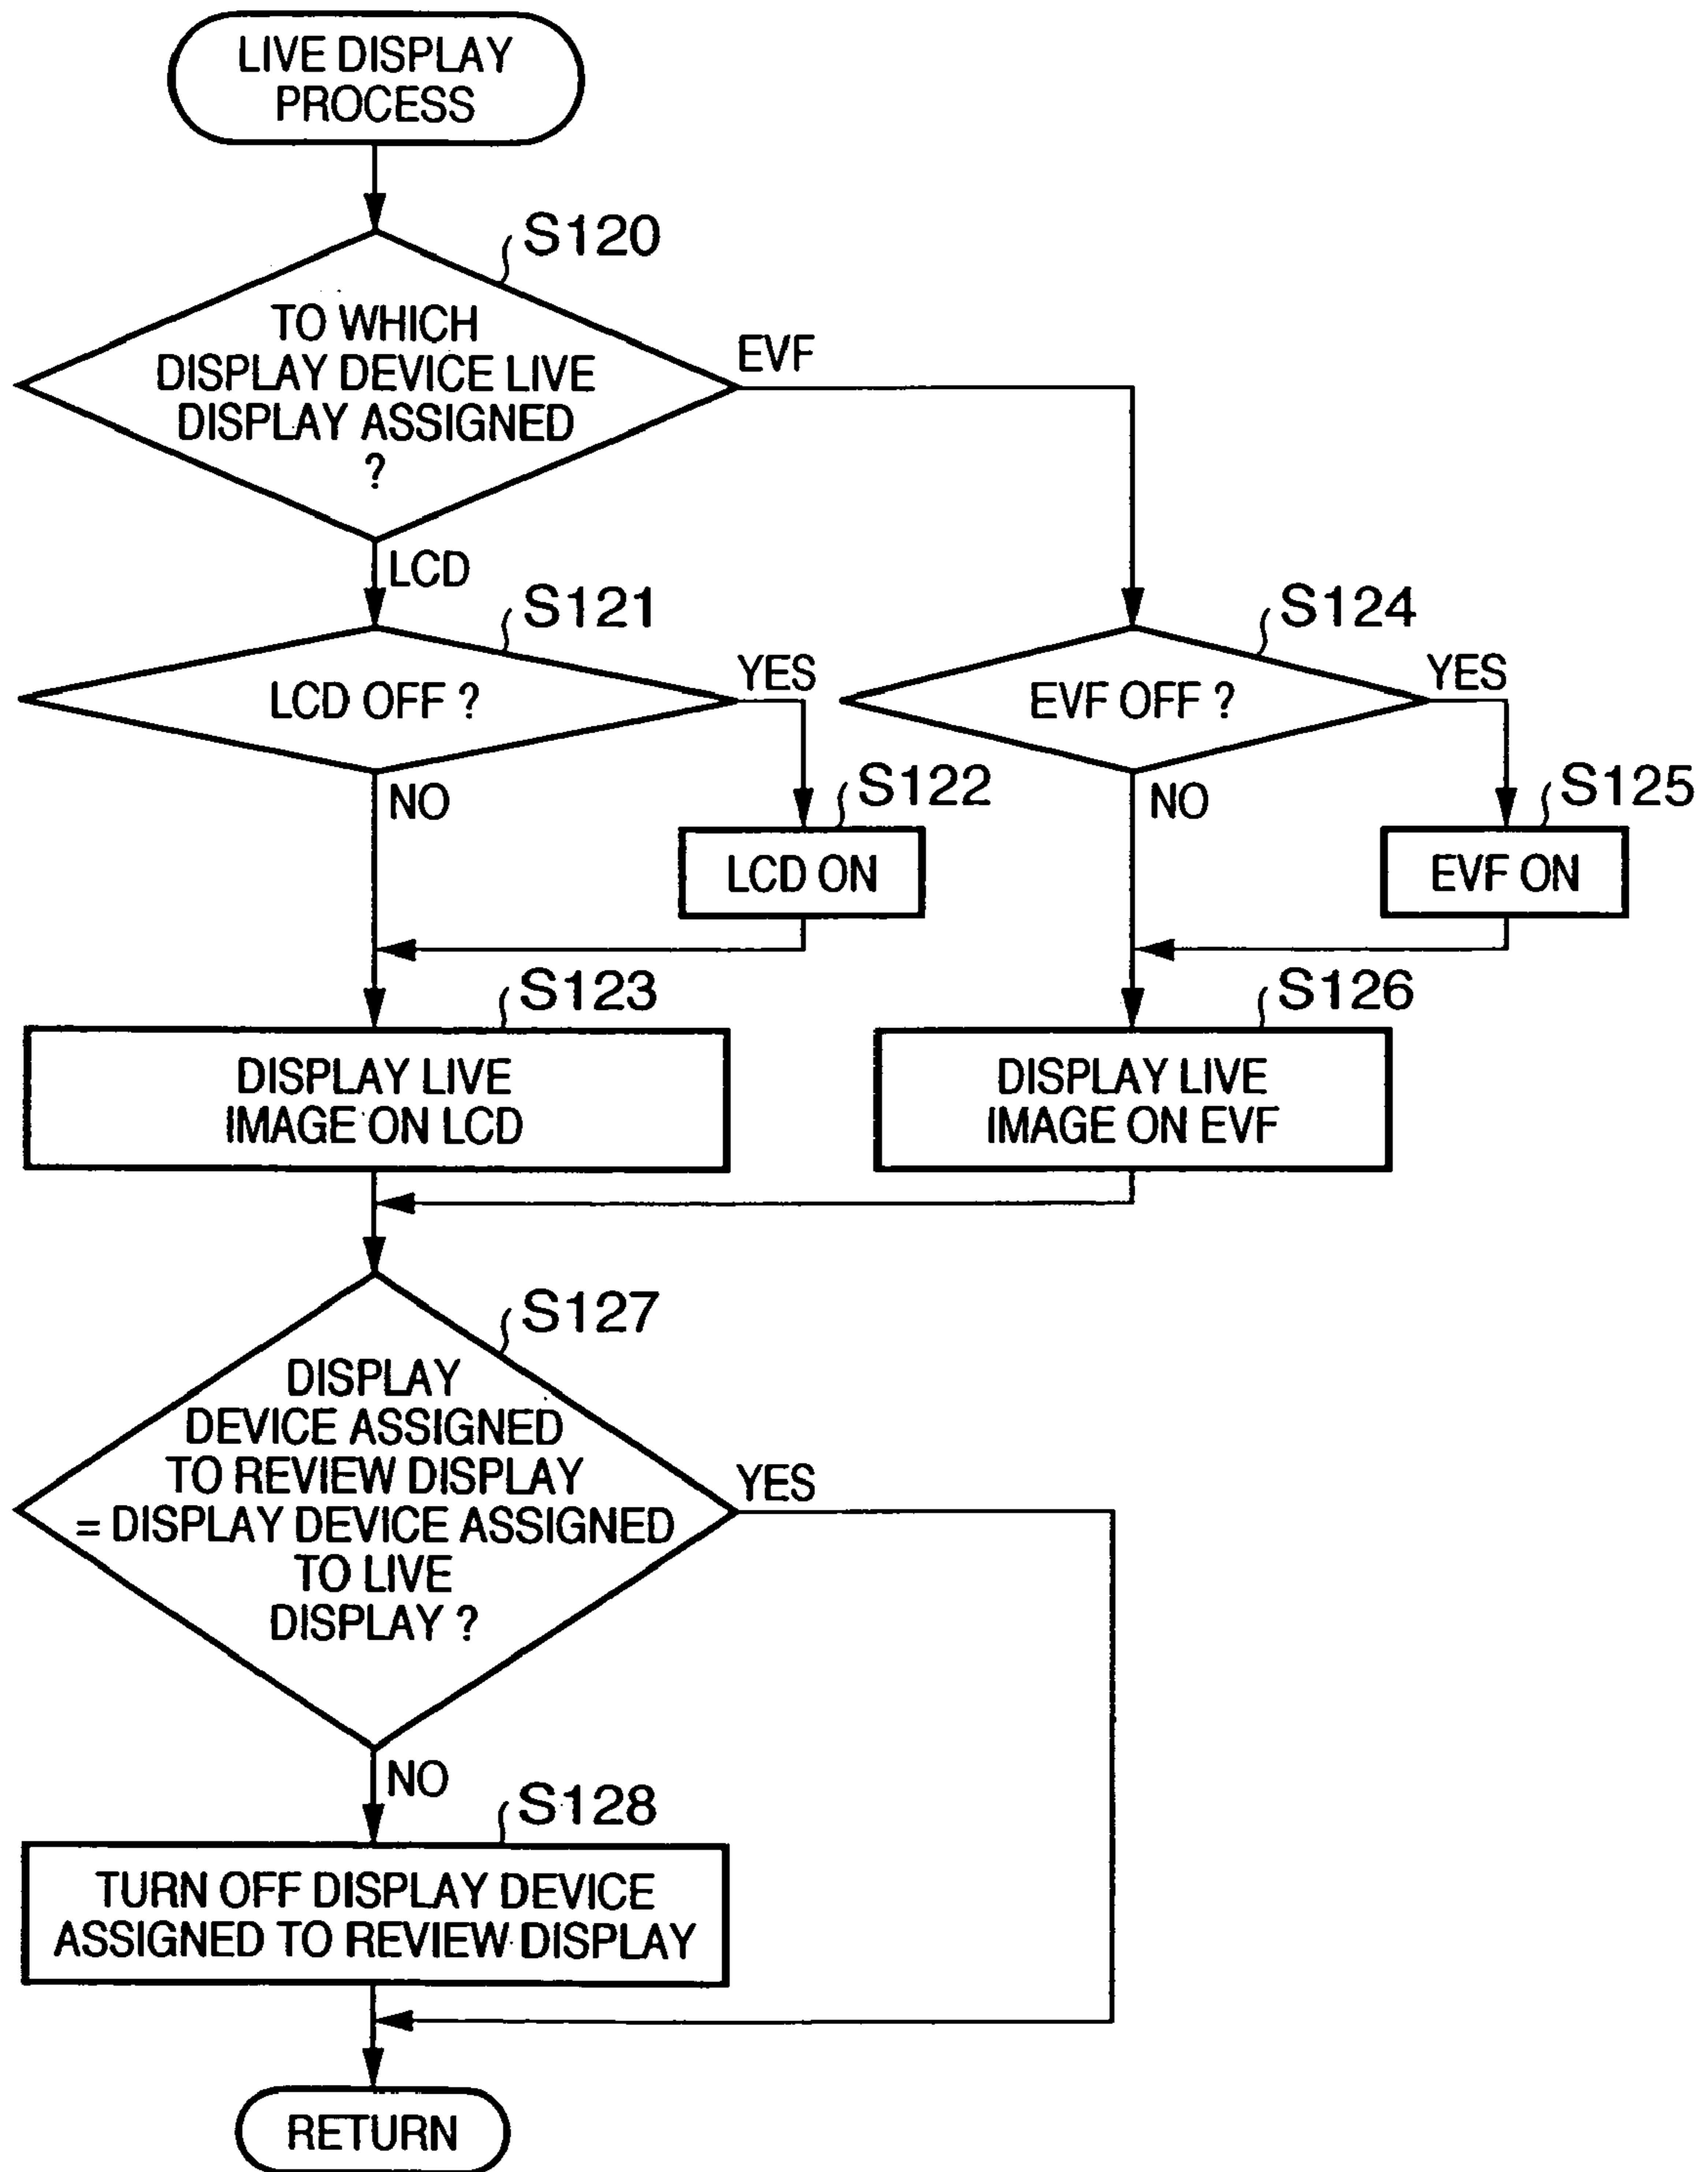 LIVE DISPLAY
PROCESS
S120
TO WHICH
DISPLAY DEVICE LIVE
DISPLAY ASSIGNED
?
EVF
LCD
S121
LCD OFF ?
YES
NO
S122
LCD ON
S124
EVF OFF ?
YES
NO
S125
EVF ON
S123
DISPLAY LIVE
IMAGE ON LCD
S126
DISPLAY LIVE
IMAGE ON EVF
S127
DISPLAY
DEVICE ASSIGNED
TO REVIEW DISPLAY
= DISPLAY DEVICE ASSIGNED
TO LIVE
DISPLAY ?
YES
NO
S128
TURN OFF DISPLAY DEVICE
ASSIGNED TO REVIEW DISPLAY
RETURN